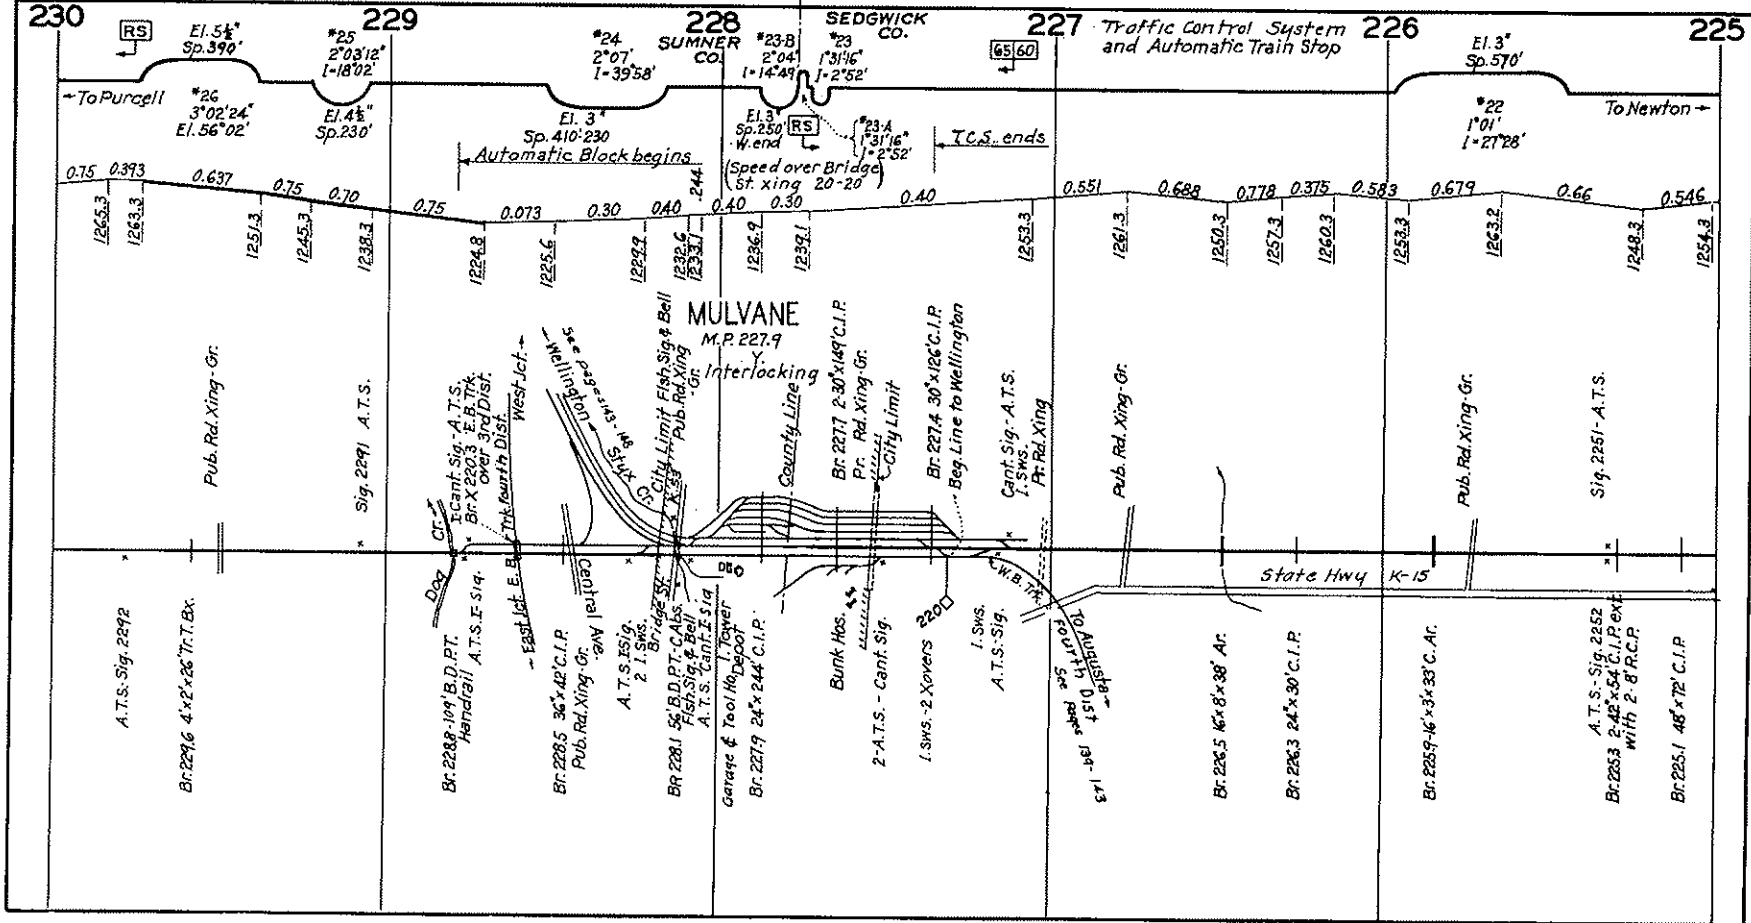 230
229
228
227
226
225
RS
El. 5½"
Sp. 390'
#25
2°03'12"
I=18°02'
#24
2°07'
I=39°58'
SUMNER
CO.
#23-B
2°04'
I=14°49'
SEDGWICK
CO.
#23
1°31'16"
I=2°52'
65 60
Traffic Control System
and Automatic Train Stop
El. 3"
Sp. 570'
←To Purcell
#26
3°02'24"
El. 56°02'
El. 4½"
Sp. 230'
El. 3"
Sp. 410-230
El. 3"
Sp. 250'
W. end
RS
#23-A
1°31'16"
I=2°52'
T.C.S. ends
#22
1°01'
I=27°28'
To Newton→
Automatic Block begins
(Speed over Bridge
St. xing 20-20)
0.75 0.393 0.637 0.75 0.70 0.75 0.073 0.30 0.40 .244 0.40 0.30 0.40 0.551 0.688 0.778 0.375 0.583 0.679 0.66 0.546
1265.3
1263.3
1251.3
1245.3
1238.3
1224.8
1225.6
1229.9
1232.6
1233.1
1236.9
1239.1
1253.3
1261.3
1250.3
1257.3
1260.3
1253.3
1263.2
1248.3
1254.3
MULVANE
M.P. 227.9
Y.
Interlocking
Pub. Rd. Xing-Gr.
Sig. 2291 A.T.S.
I-Cant. Sig.-A.T.S.
Br. X 220.3 E.B. Trk.
over 3rd Dist.
Trk. Fourth Dist.
West Jct.→
←Wellington
See pages 143-148
Styx Cr.
City Limit
Flsh. Sig. & Bell
Pub. Rd. Xing
-Gr.
K-53
County Line
Br. 227.7 2-30"x149' C.I.P.
Pr. Rd. Xing-Gr.
City Limit
Br. 227.4 30"x126' C.I.P.
Beg. Line to Wellington
Cant. Sig.-A.T.S.
I. Sws.
Pr. Rd. Xing
Pub. Rd. Xing-Gr.
Pub. Rd. Xing-Gr.
Sig. 2251-A.T.S.
Dog Cr.→
State Hwy K-15
A.T.S.-Sig. 2292
Br. 229.6 4'x2'x26' Tr. T. Bx.
Br. 228.8-109' B.D.P.T.
Handrail
A.T.S. I-Sig.
←East Jct. E.B.
Br. 228.5 36"x42' C.I.P.
Pub. Rd. Xing-Gr.
Central Ave.
A.T.S. I Sig.
2 I. Sws.
Bridge St.
BR 228.1 56' B.D.P.T.-C Abs.
Flsh. Sig. & Bell
A.T.S. Cant. I-Sig
Garage & Tool Ho.
I. Tower
Depot
Br. 227.9 24"x244' C.I.P.
Bunk Hos.
2-A.T.S.-Cant. Sig.
I. Sws.-2 Xovers
220
I. Sws.
A.T.S.-Sig.
W.B. Trk.
To Augusta→
Fourth Dist
See pages 139-143
Br. 226.5 16'x8'x38' Ar.
Br. 226.3 24"x30' C.I.P.
Br. 225.9-16'x3'x33' C. Ar.
A.T.S.-Sig. 2252
Br. 225.3 2-42"x54' C.I.P. ext.
with 2-8' R.C.P.
Br. 225.1 48"x72' C.I.P.